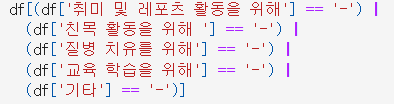 df[(df['취미 및 레포츠 활동을 위해'] == '-') |
(df['친목 활동을 위해 '] == '-') |
(df['질병 치유를 위해'] == '-') |
(df['교육 학습을 위해'] == '-') |
(df['기타'] == '-')]